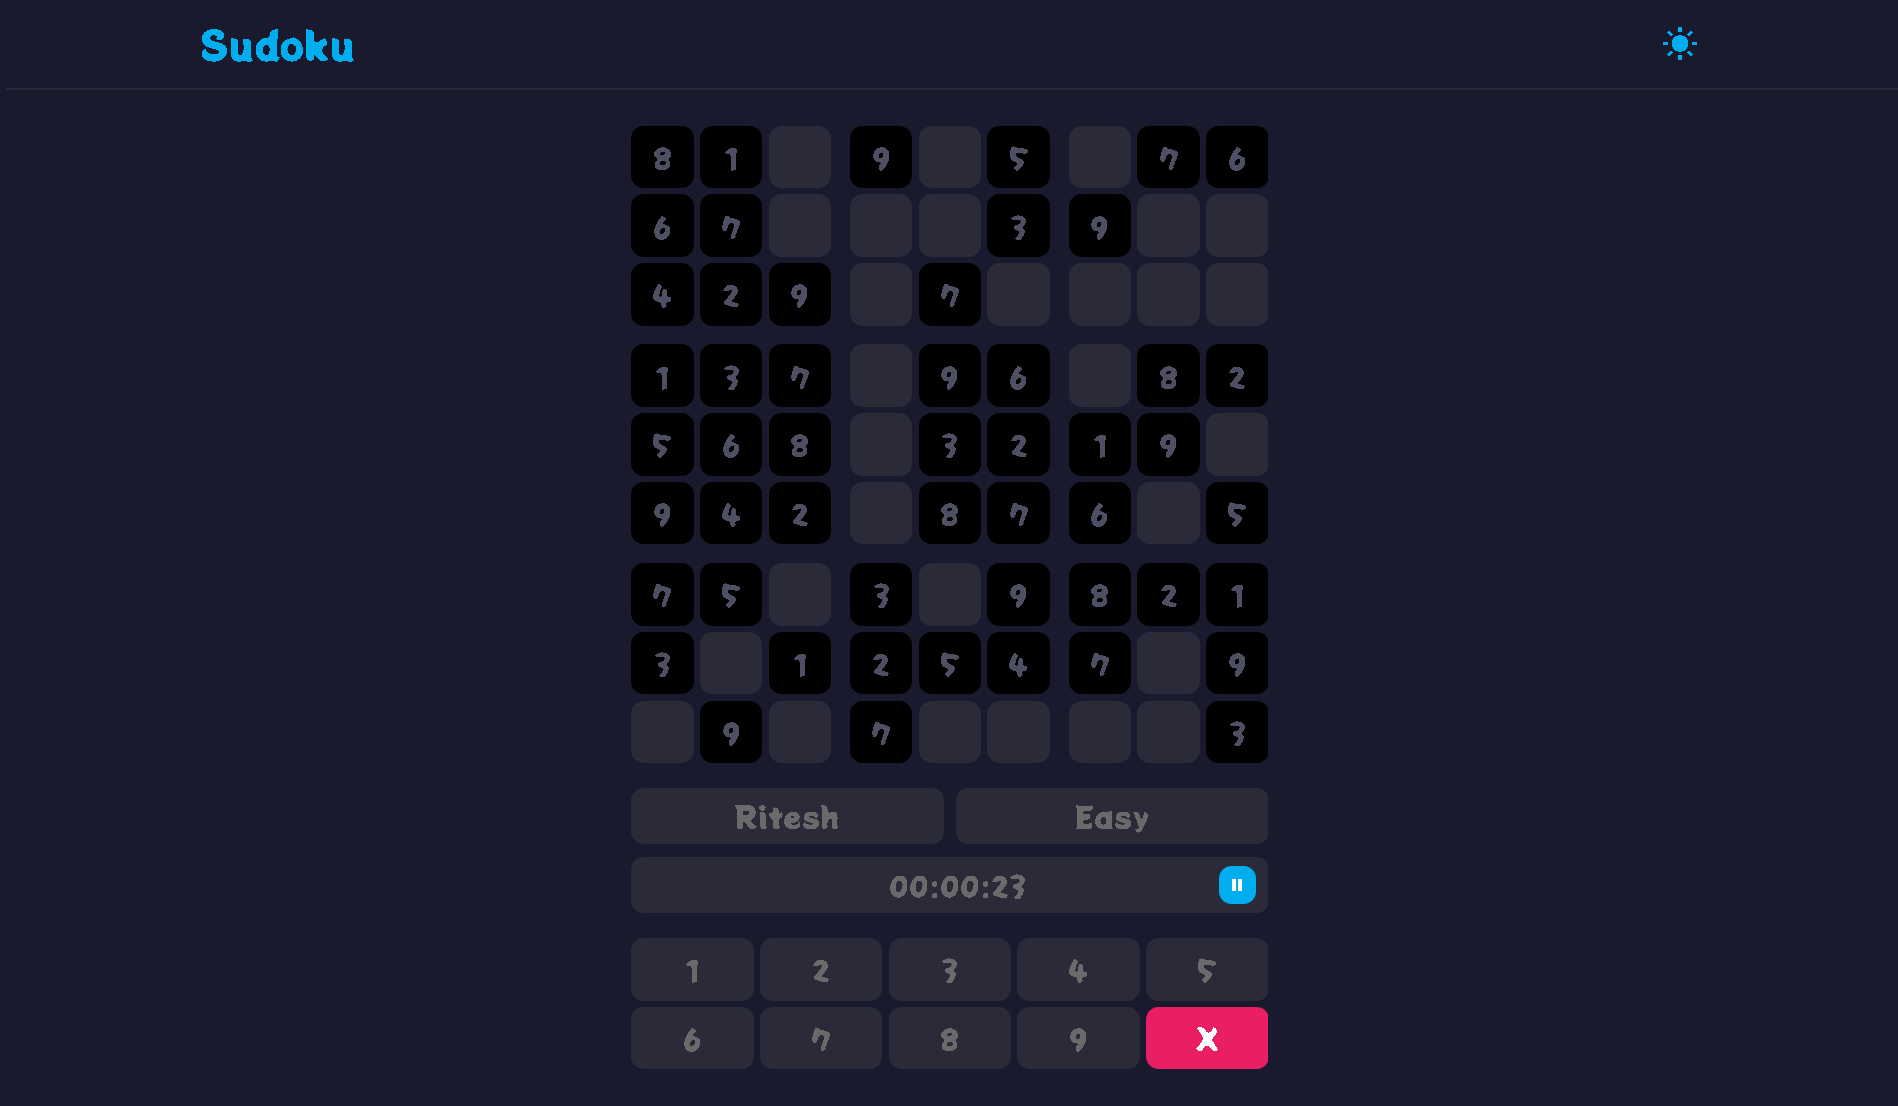 Sudoku
8 1 9 5 7 6
6 7 3 9
4 2 9 7
1 3 7 9 6 8 2
5 6 8 3 2 1 9
9 4 2 8 7 6 5
7 5 3 9 8 2 1
3 1 2 5 4 7 9
9 7 3
Ritesh Easy
00:00:23
1 2 3 4 5
6 7 8 9 X